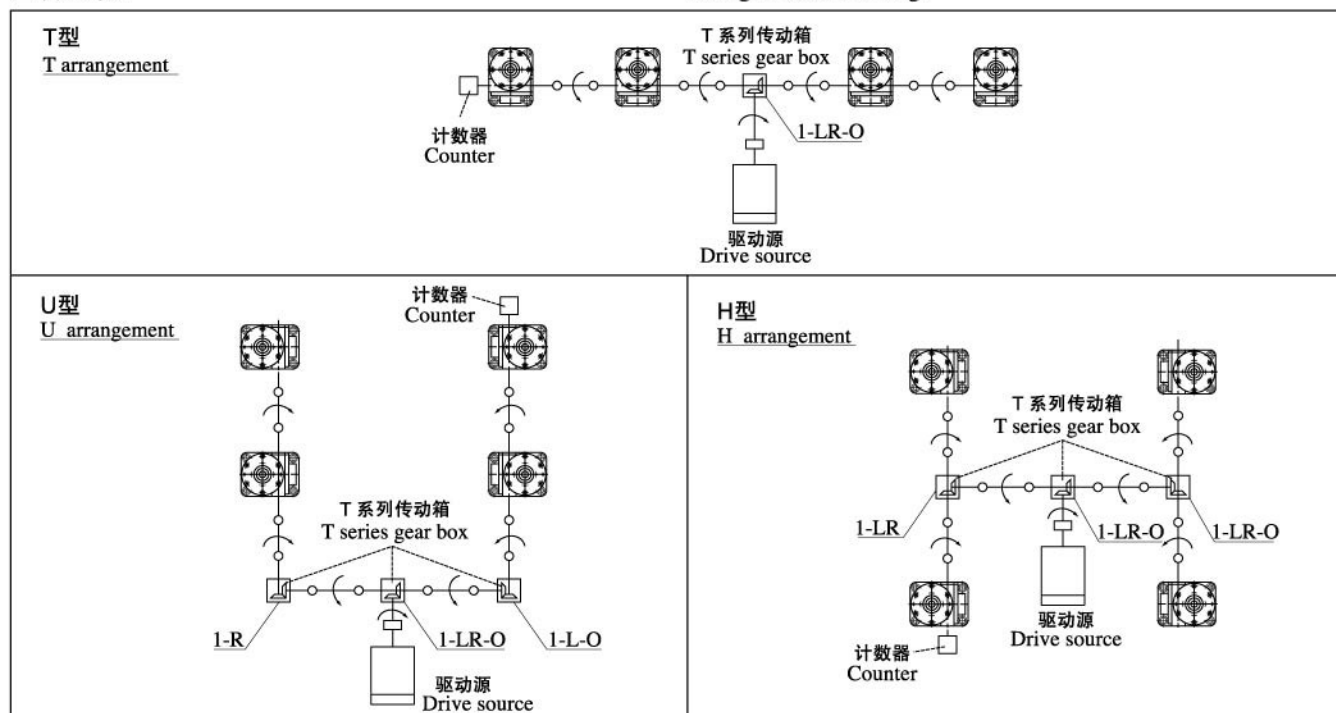 T型
T arrangement
T 系列传动箱
T series gear box
计数器
Counter
1-LR-O
驱动源
Drive source
U型
U arrangement
计数器
Counter
T 系列传动箱
T series gear box
1-R
1-LR-O
1-L-O
驱动源
Drive source
H型
H arrangement
T 系列传动箱
T series gear box
1-LR
1-LR-O
1-LR-O
驱动源
Drive source
计数器
Counter